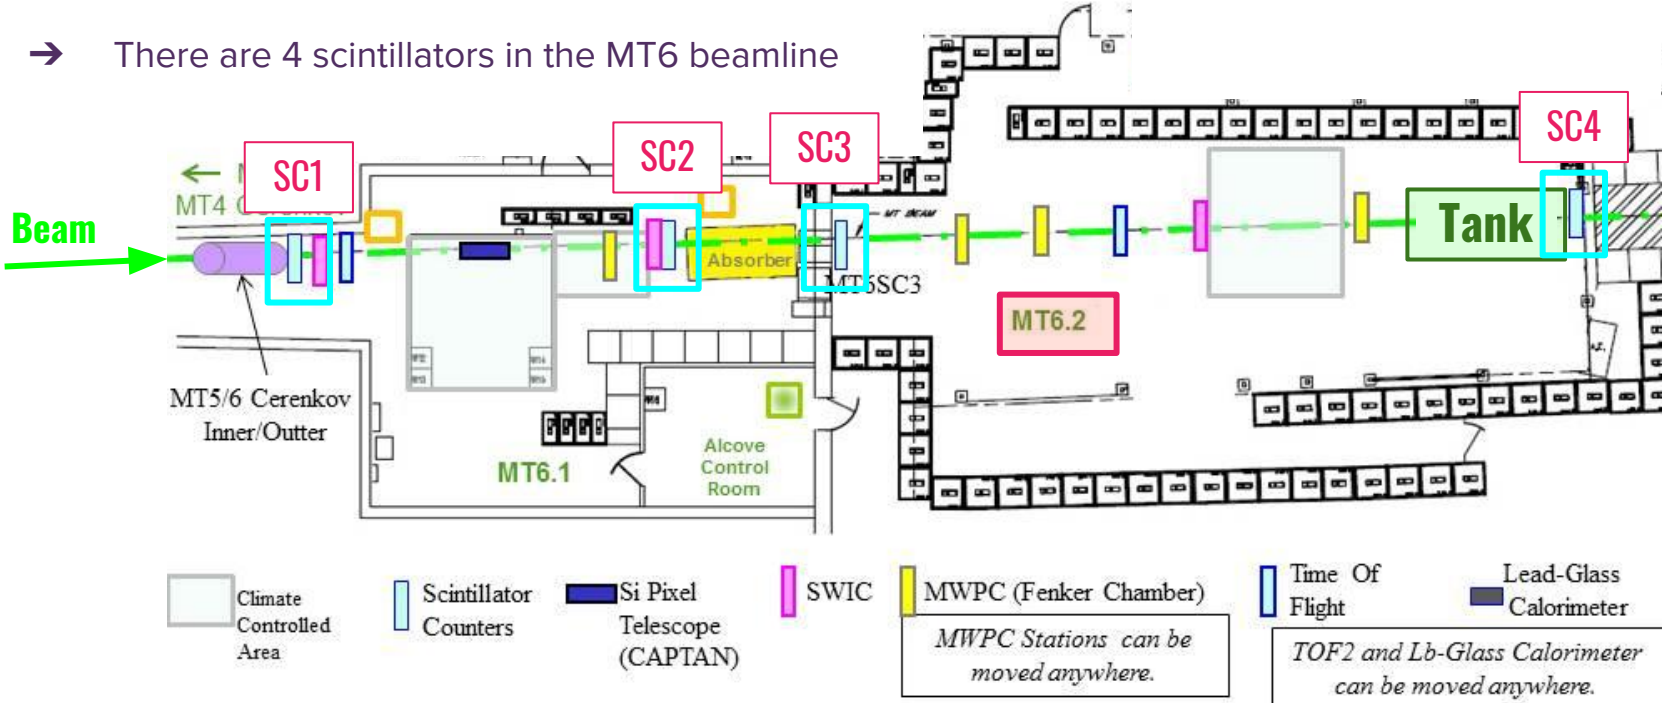 ➔ There are 4 scintillators in the MT6 beamline
SC1
SC2
SC3
SC4
MT4
Beam
MT BEAM
Tank
Absorber
MT6SC3
MT6.2
MT5/6 Cerenkov
Inner/Outter
MT6.1
Alcove
Control
Room
Climate
Controlled
Area
Scintillator
Counters
Si Pixel
Telescope
(CAPTAN)
SWIC
MWPC (Fenker Chamber)
MWPC Stations can be
moved anywhere.
Time Of
Flight
Lead-Glass
Calorimeter
TOF2 and Lb-Glass Calorimeter
can be moved anywhere.